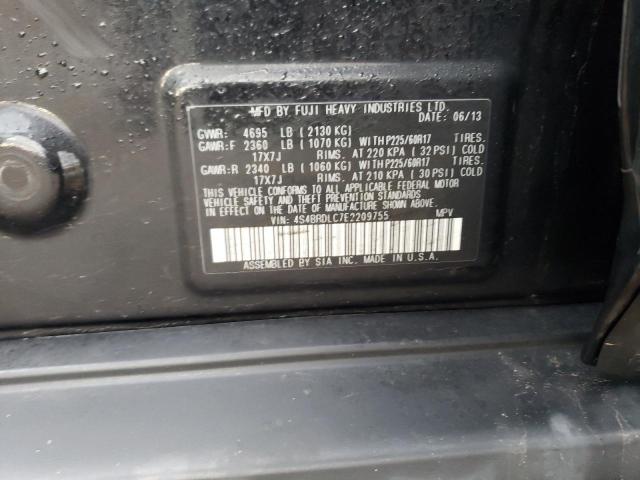 MFD BY FUJI HEAVY INDUSTRIES LTD.
DATE: 06/13
GVWR: 4695 LB (2130 KG)
GAWR:F 2360 LB (1070 KG) WITH P225/60R17 TIRES.
17X7J RIMS. AT 220 KPA (32 PSI) COLD
GAWR:R 2340 LB (1060 KG) WITH P225/60R17 TIRES.
17X7J RIMS. AT 210 KPA (30 PSI) COLD
THIS VEHICLE CONFORMS TO ALL APPLICABLE FEDERAL MOTOR
VEHICLE SAFETY, BUMPER, AND THEFT PREVENTION STANDARDS
IN EFFECT ON THE DATE OF MANUFACTURE SHOWN ABOVE.
VIN: 4S4BRDLC7E2209755 MPV
ASSEMBLED BY SIA INC. MADE IN U.S.A.